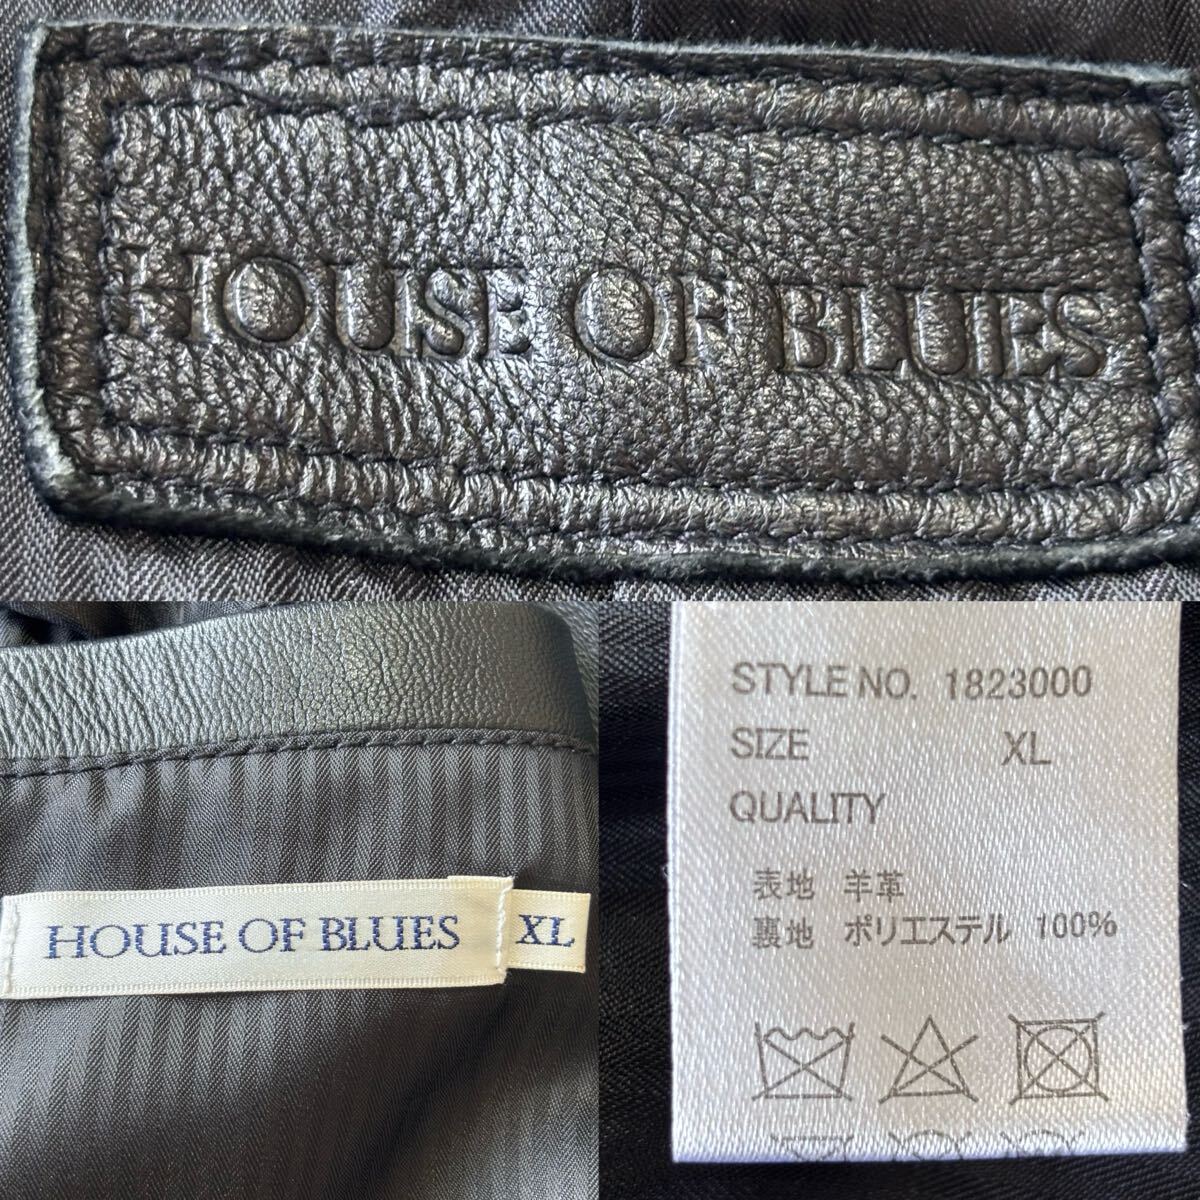 HOUSE OF BLUES
HOUSE OF BLUES
XL
STYLE NO. 1823000
SIZE XL
QUALITY
表地 羊革
裏地 ポリエステル 100%